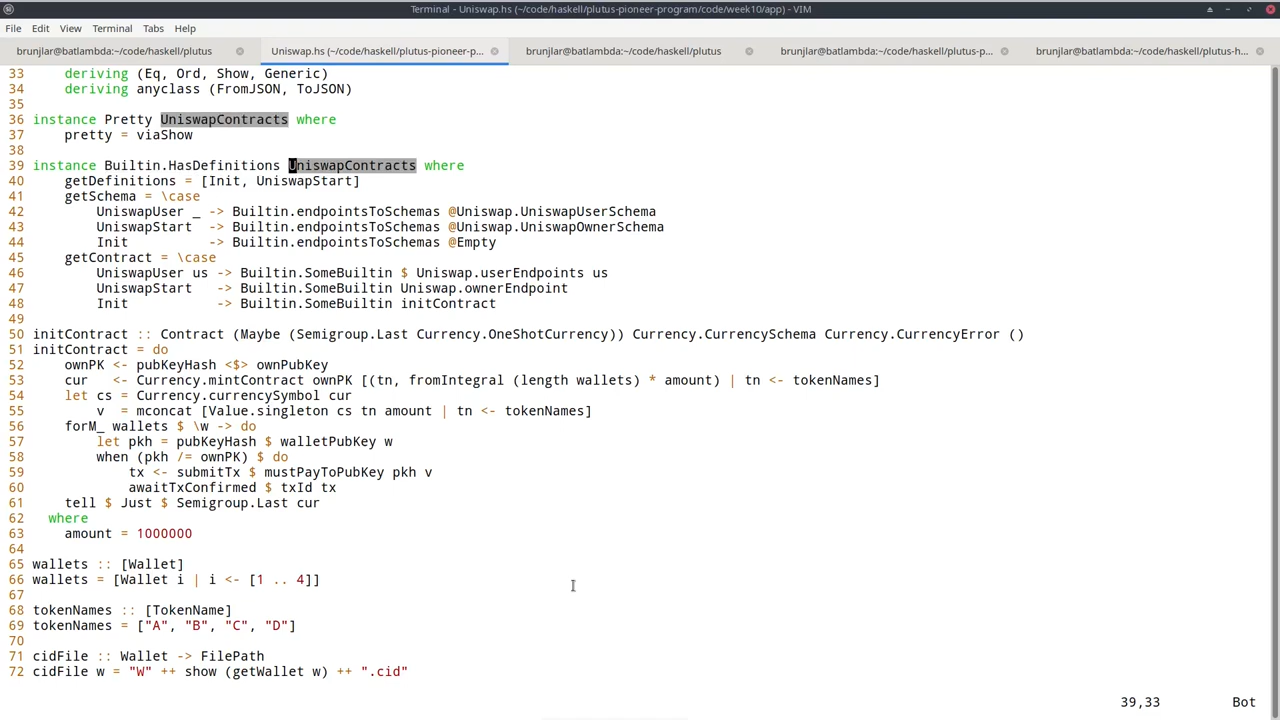 Terminal - Uniswap.hs (~/code/haskell/plutus-pioneer-program/code/week10/app) - VIM
File Edit View Terminal Tabs Help
brunjlar@batlambda:~/code/haskell/plutus Uniswap.hs (~/code/haskell/plutus-pioneer-p... brunjlar@batlambda:~/code/haskell/plutus brunjlar@batlambda:~/code/haskell/plutus-p... brunjlar@batlambda:~/code/haskell/plutus-h...
33     deriving (Eq, Ord, Show, Generic)
34     deriving anyclass (FromJSON, ToJSON)
35
36 instance Pretty UniswapContracts where
37     pretty = viaShow
38
39 instance Builtin.HasDefinitions UniswapContracts where
40     getDefinitions = [Init, UniswapStart]
41     getSchema = \case
42         UniswapUser _ -> Builtin.endpointsToSchemas @Uniswap.UniswapUserSchema
43         UniswapStart  -> Builtin.endpointsToSchemas @Uniswap.UniswapOwnerSchema
44         Init          -> Builtin.endpointsToSchemas @Empty
45     getContract = \case
46         UniswapUser us -> Builtin.SomeBuiltin $ Uniswap.userEndpoints us
47         UniswapStart   -> Builtin.SomeBuiltin Uniswap.ownerEndpoint
48         Init           -> Builtin.SomeBuiltin initContract
49
50 initContract :: Contract (Maybe (Semigroup.Last Currency.OneShotCurrency)) Currency.CurrencySchema Currency.CurrencyError ()
51 initContract = do
52     ownPK <- pubKeyHash <$> ownPubKey
53     cur   <- Currency.mintContract ownPK [(tn, fromIntegral (length wallets) * amount) | tn <- tokenNames]
54     let cs = Currency.currencySymbol cur
55         v  = mconcat [Value.singleton cs tn amount | tn <- tokenNames]
56     forM_ wallets $ \w -> do
57         let pkh = pubKeyHash $ walletPubKey w
58         when (pkh /= ownPK) $ do
59             tx <- submitTx $ mustPayToPubKey pkh v
60             awaitTxConfirmed $ txId tx
61     tell $ Just $ Semigroup.Last cur
62   where
63     amount = 1000000
64
65 wallets :: [Wallet]
66 wallets = [Wallet i | i <- [1 .. 4]]
67
68 tokenNames :: [TokenName]
69 tokenNames = ["A", "B", "C", "D"]
70
71 cidFile :: Wallet -> FilePath
72 cidFile w = "W" ++ show (getWallet w) ++ ".cid"
39,33 Bot